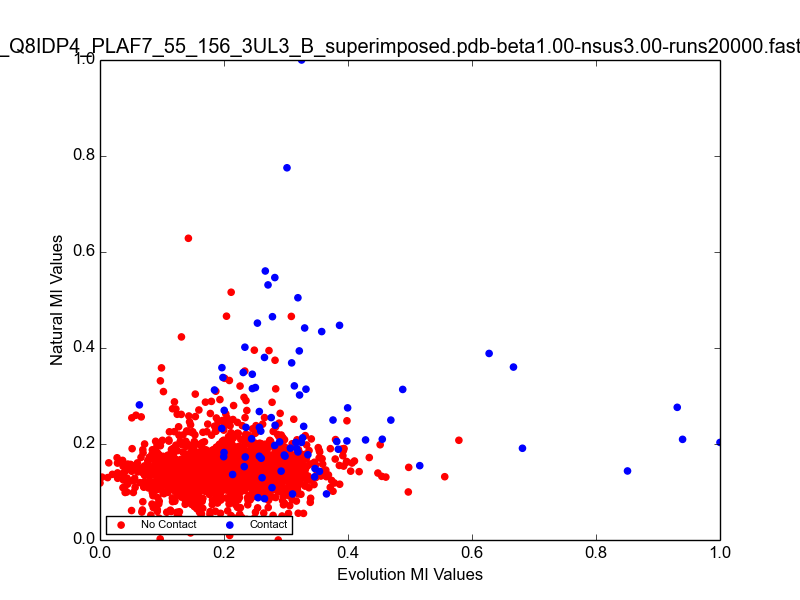 _Q8IDP4_PLAF7_55_156_3UL3_B_superimposed.pdb-beta1.00-nsus3.00-runs20000.fast
1.0
0.8
0.6
0.4
0.2
0.0
Natural MI Values
No Contact
Contact
0.0 0.2 0.4 0.6 0.8 1.0
Evolution MI Values